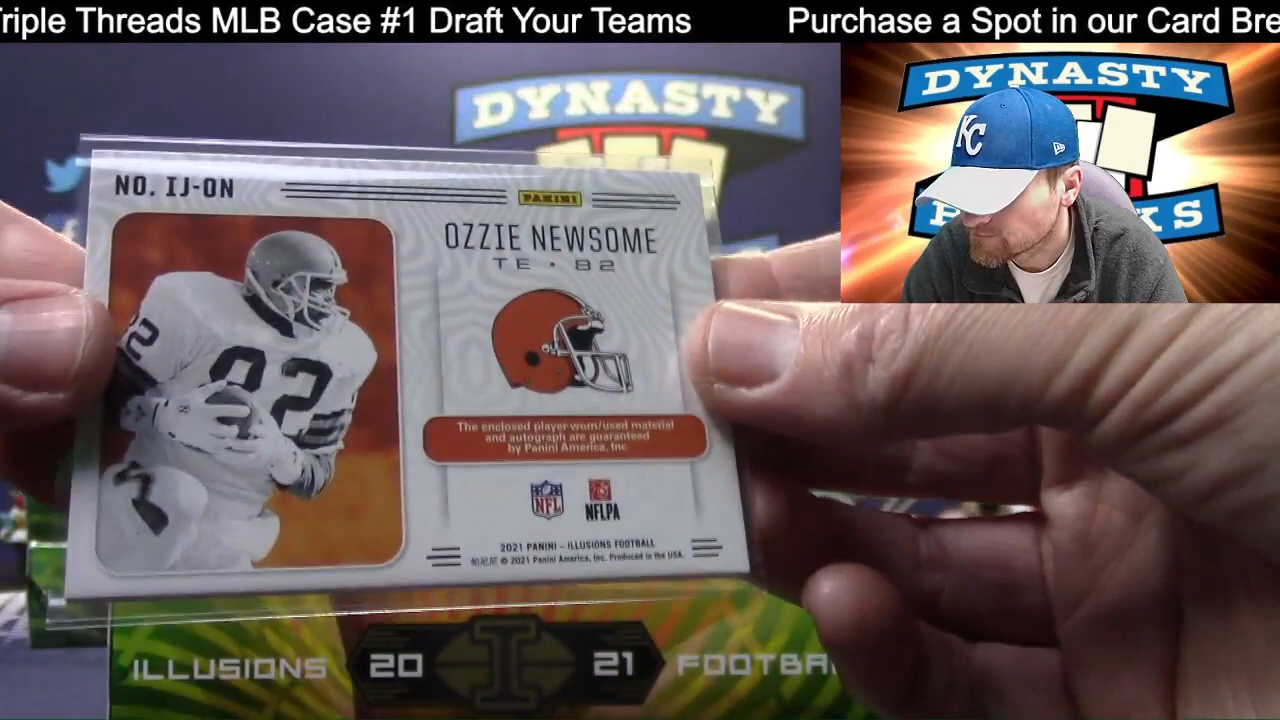 Triple Threads MLB Case #1 Draft Your Teams
Purchase a Spot in our Card Bre
DYNASTY
DYNASTY
KS
KC
NO. IJ-ON
PANINI
OZZIE NEWSOME
TE • 82
82
The enclosed player-worn/used material
and autograph are guaranteed
by Panini America, Inc.
NFL
NFLPA
2021 PANINI – ILLUSIONS FOOTBALL
© 2021 Panini America, Inc. Produced in the USA.
ILLUSIONS 20 I 21 FOOTBA